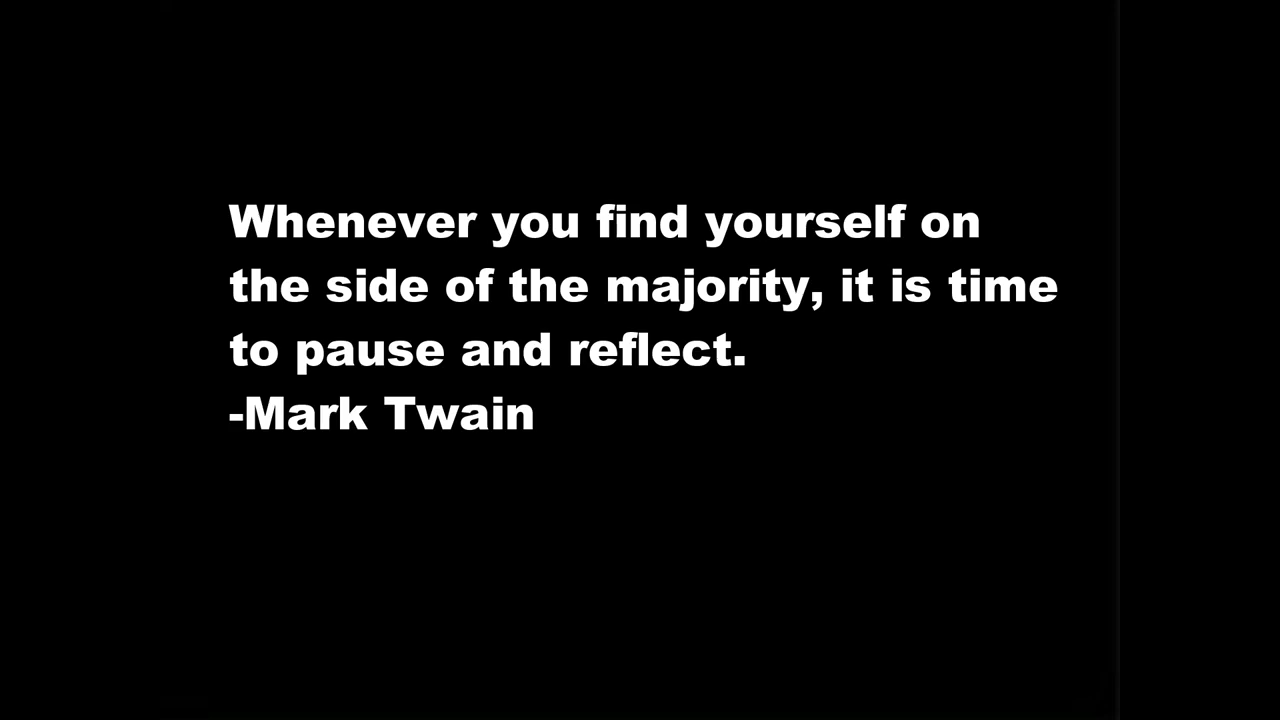 Whenever you find yourself on
the side of the majority, it is time
to pause and reflect.
-Mark Twain